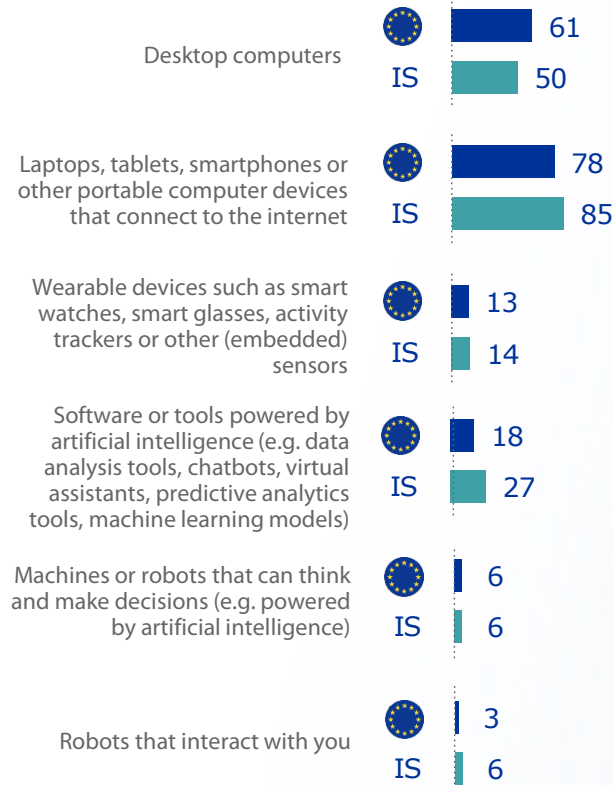 Desktop computers
61
IS 50
Laptops, tablets, smartphones or
other portable computer devices
that connect to the internet
78
IS 85
Wearable devices such as smart
watches, smart glasses, activity
trackers or other (embedded)
sensors
13
IS 14
Software or tools powered by
artificial intelligence (e.g. data
analysis tools, chatbots, virtual
assistants, predictive analytics
tools, machine learning models)
18
IS 27
Machines or robots that can think
and make decisions (e.g. powered
by artificial intelligence)
6
IS 6
Robots that interact with you
3
IS 6